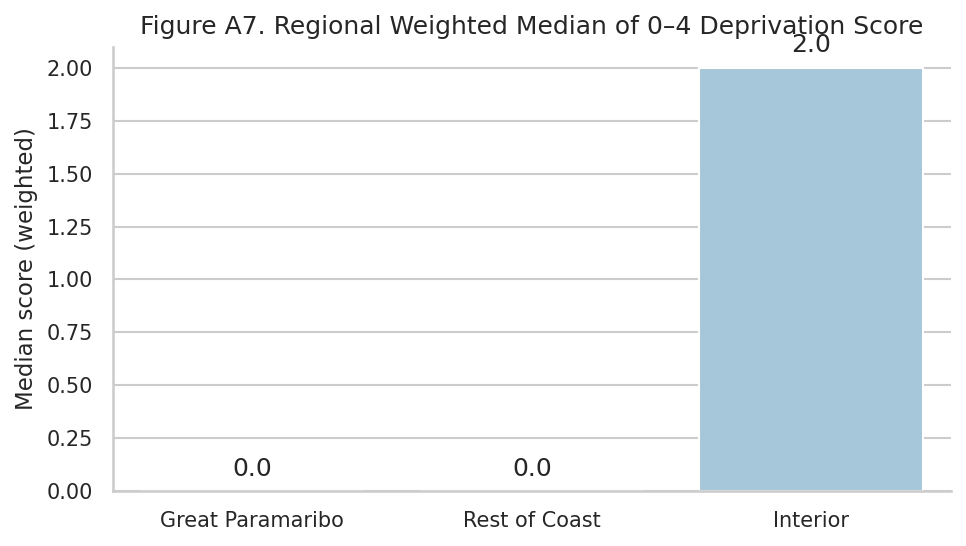 Figure A7. Regional Weighted Median of 0–4 Deprivation Score
2.0
2.00
1.75
1.50
1.25
1.00
0.75
0.50
0.25
0.00
Median score (weighted)
0.0
0.0
Great Paramaribo
Rest of Coast
Interior